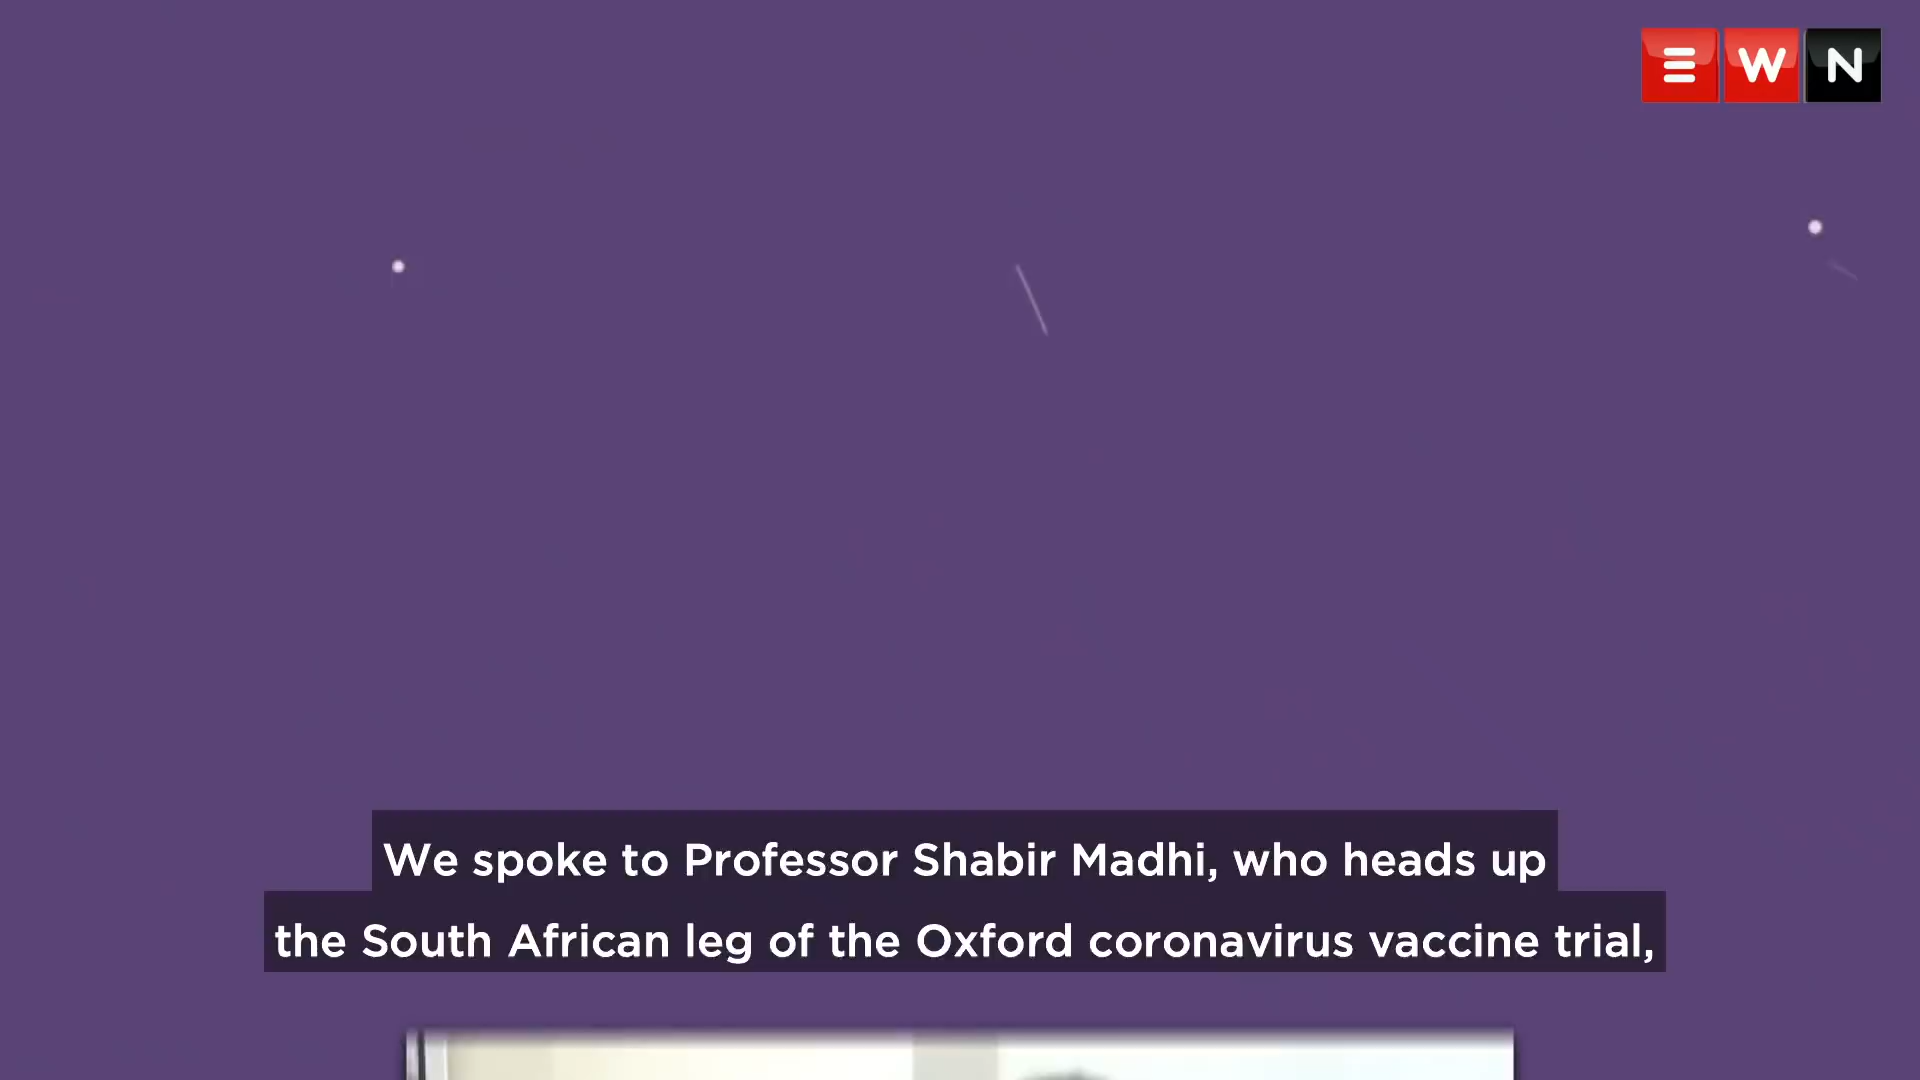 EWN
We spoke to Professor Shabir Madhi, who heads up
the South African leg of the Oxford coronavirus vaccine trial,